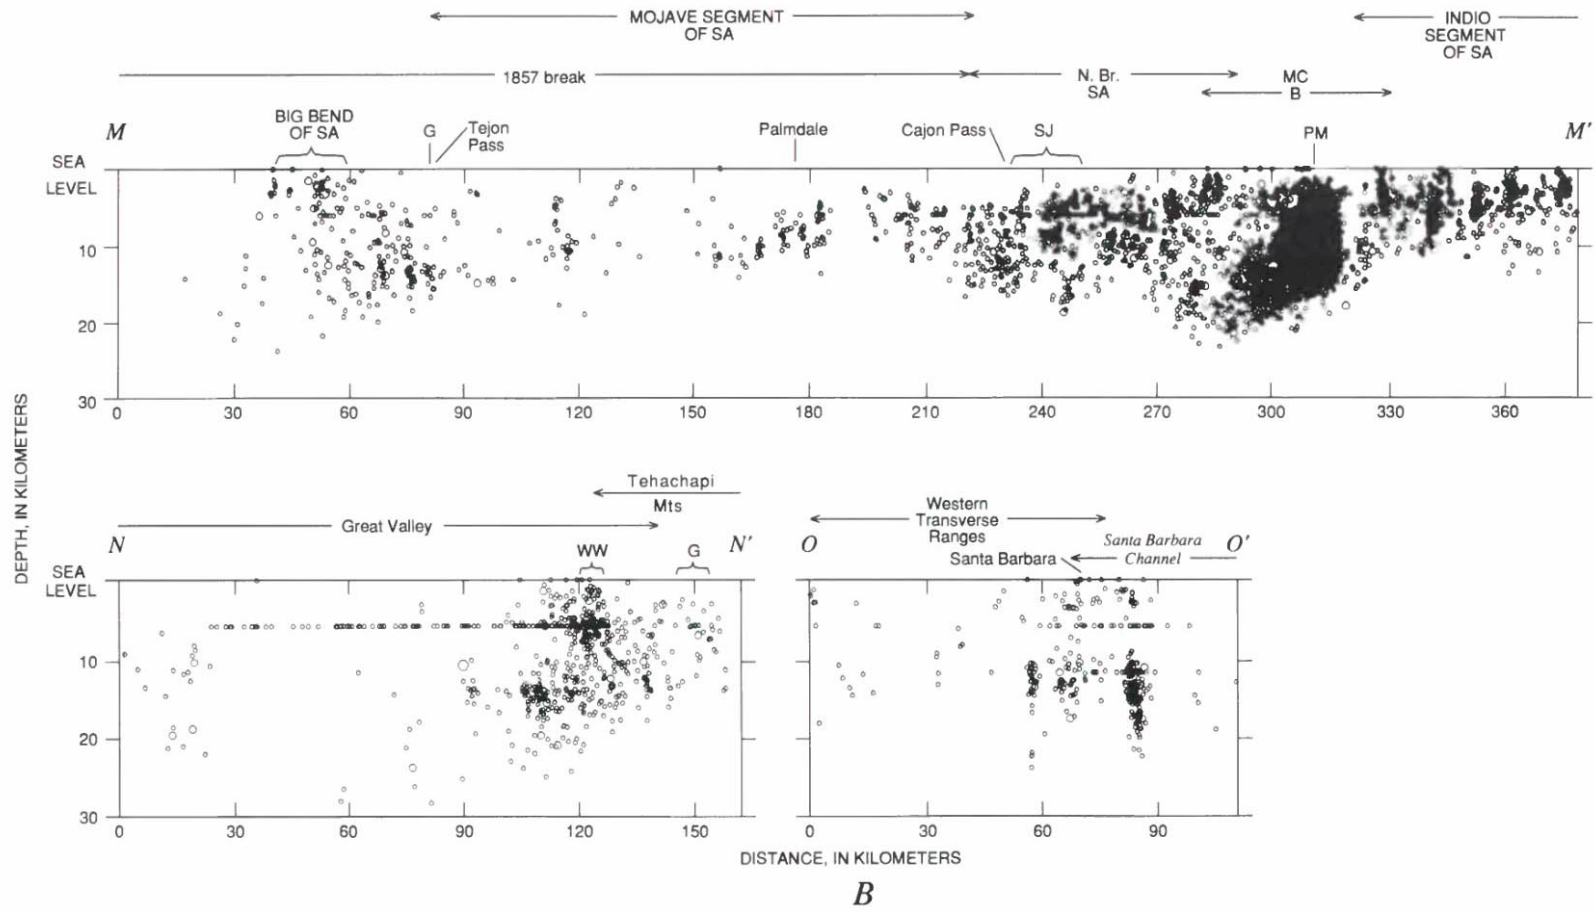 MOJAVE SEGMENT
OF SA
INDIO
SEGMENT
OF SA
1857 break
N. Br.
SA
MC
B
M
BIG BEND
OF SA
G
Tejon
Pass
Palmdale
Cajon Pass
SJ
PM
M'
SEA
LEVEL
10
20
30
0 30 60 90 120 150 180 210 240 270 300 330 360
DEPTH, IN KILOMETERS
Tehachapi
Mts
Great Valley
N
WW
G
N'
SEA
LEVEL
10
20
30
0 30 60 90 120 150
Western
Transverse
Ranges
O
Santa Barbara
Santa Barbara
Channel
O'
0 30 60 90
DISTANCE, IN KILOMETERS
B